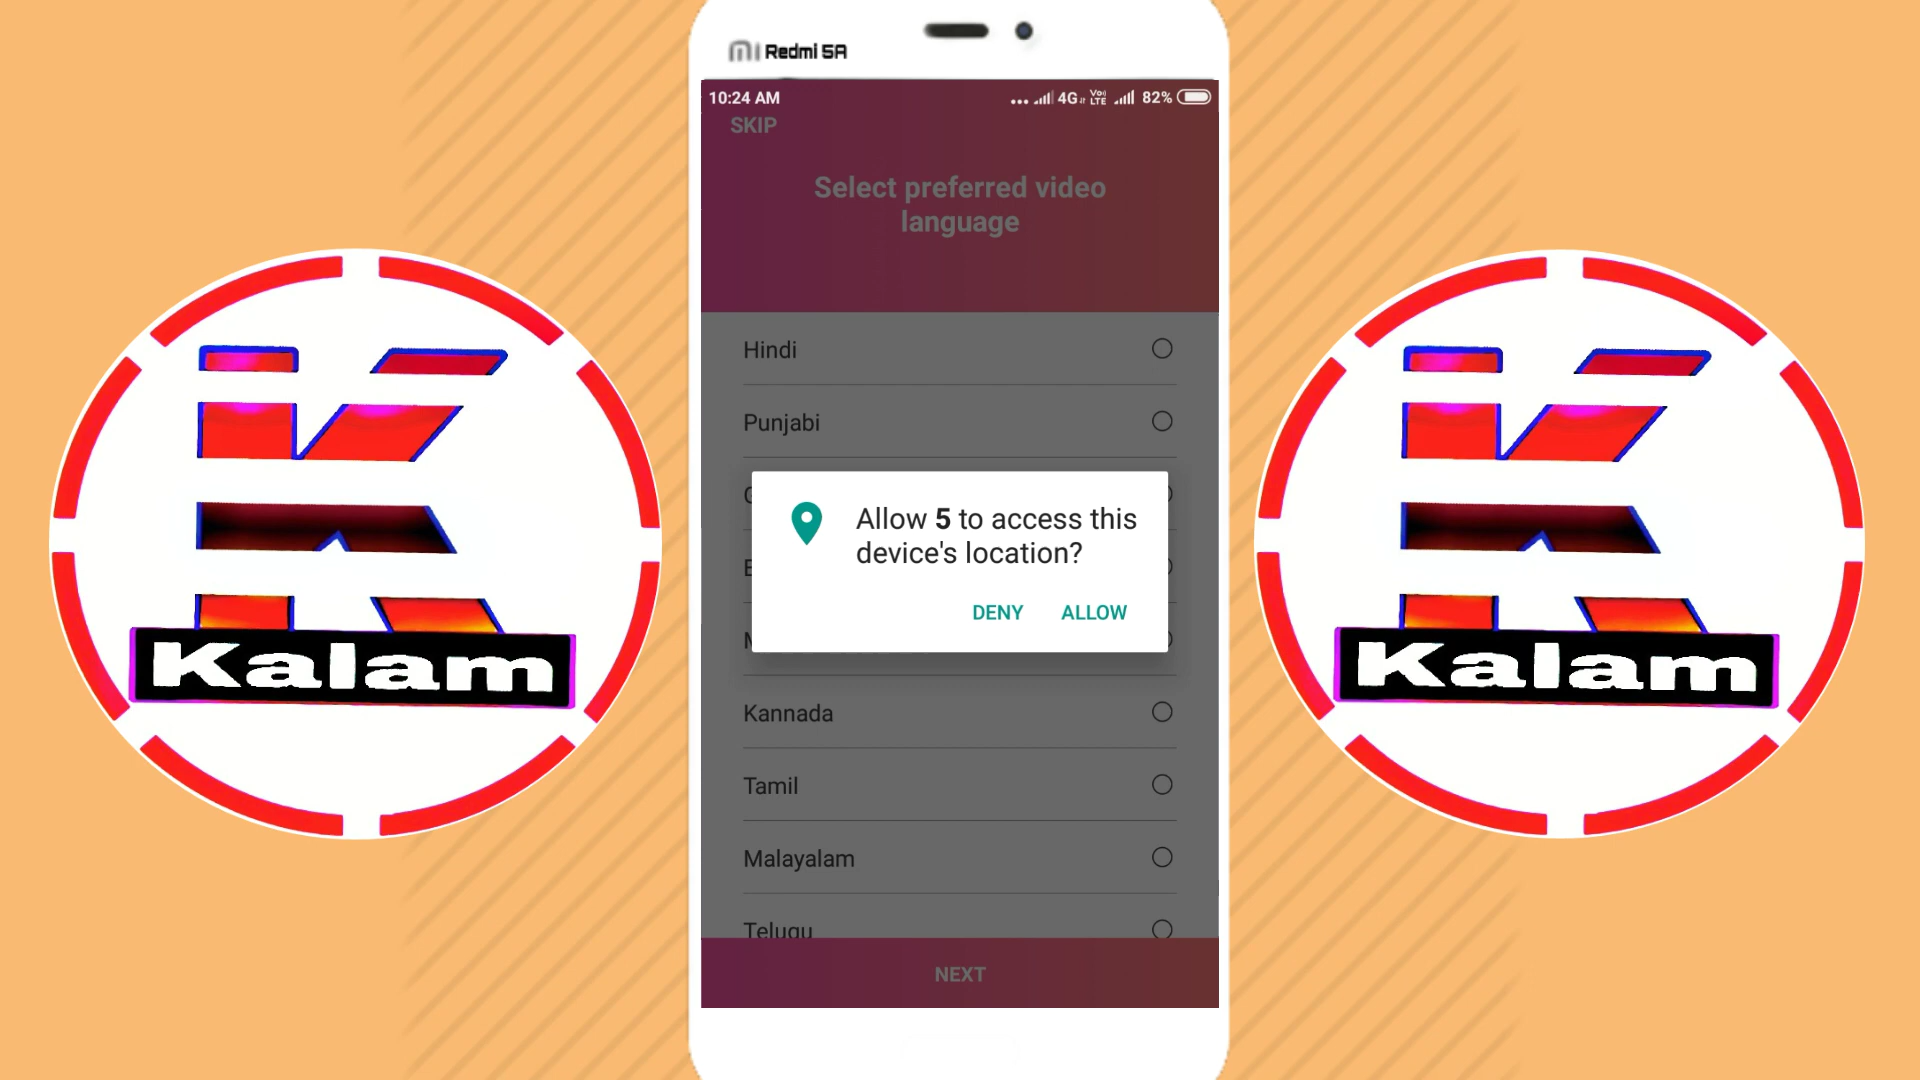 mi Redmi 5A
10:24 AM
4G VoLTE 82%
SKIP
Select preferred video
language
Hindi
Punjabi
Allow 5 to access this
device's location?
DENY ALLOW
Kannada
Tamil
Malayalam
Telugu
NEXT
Kalam
Kalam